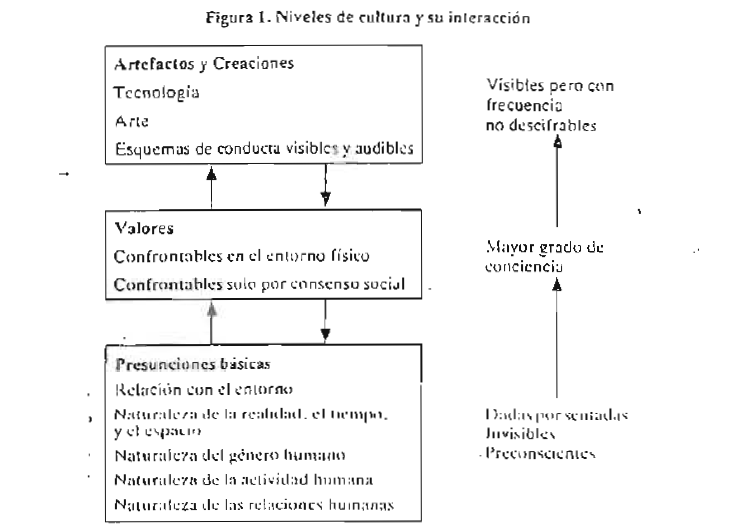 Figura 1. Niveles de cultura y su interacción
Artefactos y Creaciones
Tecnología
Arte
Esquemas de conducta visibles y audibles
Visibles pero con
frecuencia
no descifrables
Valores
Confrontables en el entorno físico
Confrontables solo por consenso social
Mayor grado de
conciencia
Presunciones básicas
Relación con el entorno
Naturaleza de la realidad, el tiempo,
y el espacio
Naturaleza del género humano
Naturaleza de la actividad humana
Naturaleza de las relaciones humanas
Dadas por sentadas
Invisibles
Preconscientes